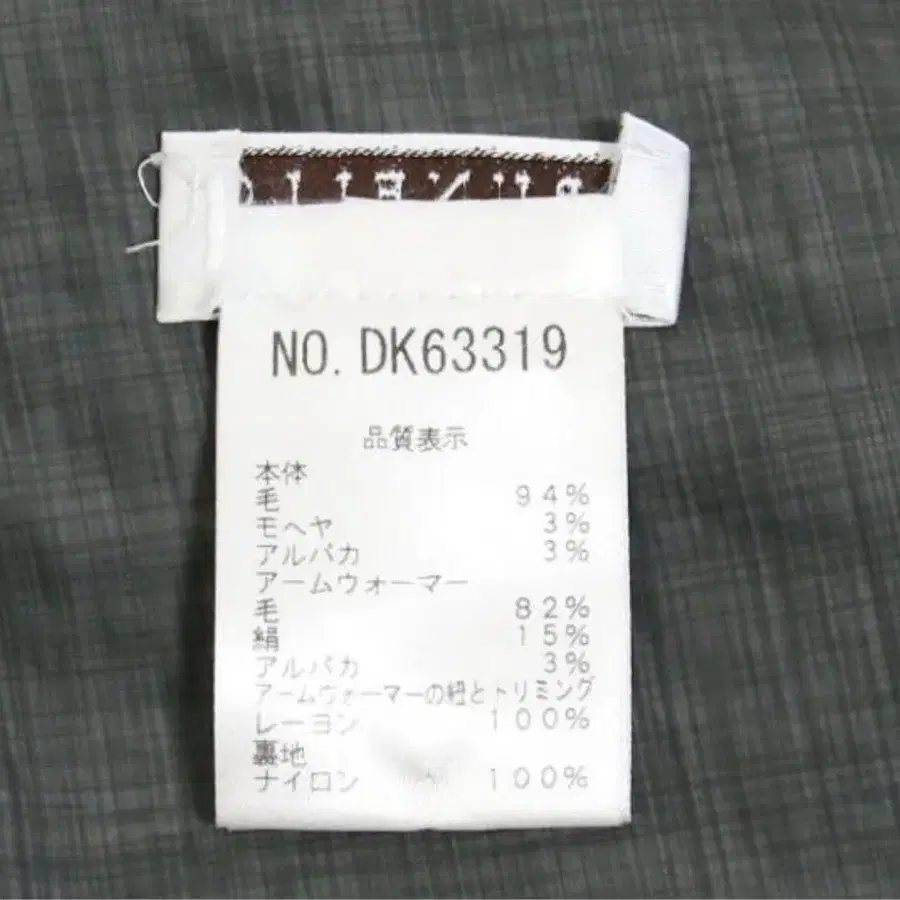 NO. DK63319
品質表示
本体
毛 94%
モヘヤ 3%
アルパカ 3%
アームウォーマー
毛 82%
絹 15%
アルパカ 3%
アームウォーマーの紐とトリミング
レーヨン 100%
裏地
ナイロン 100%